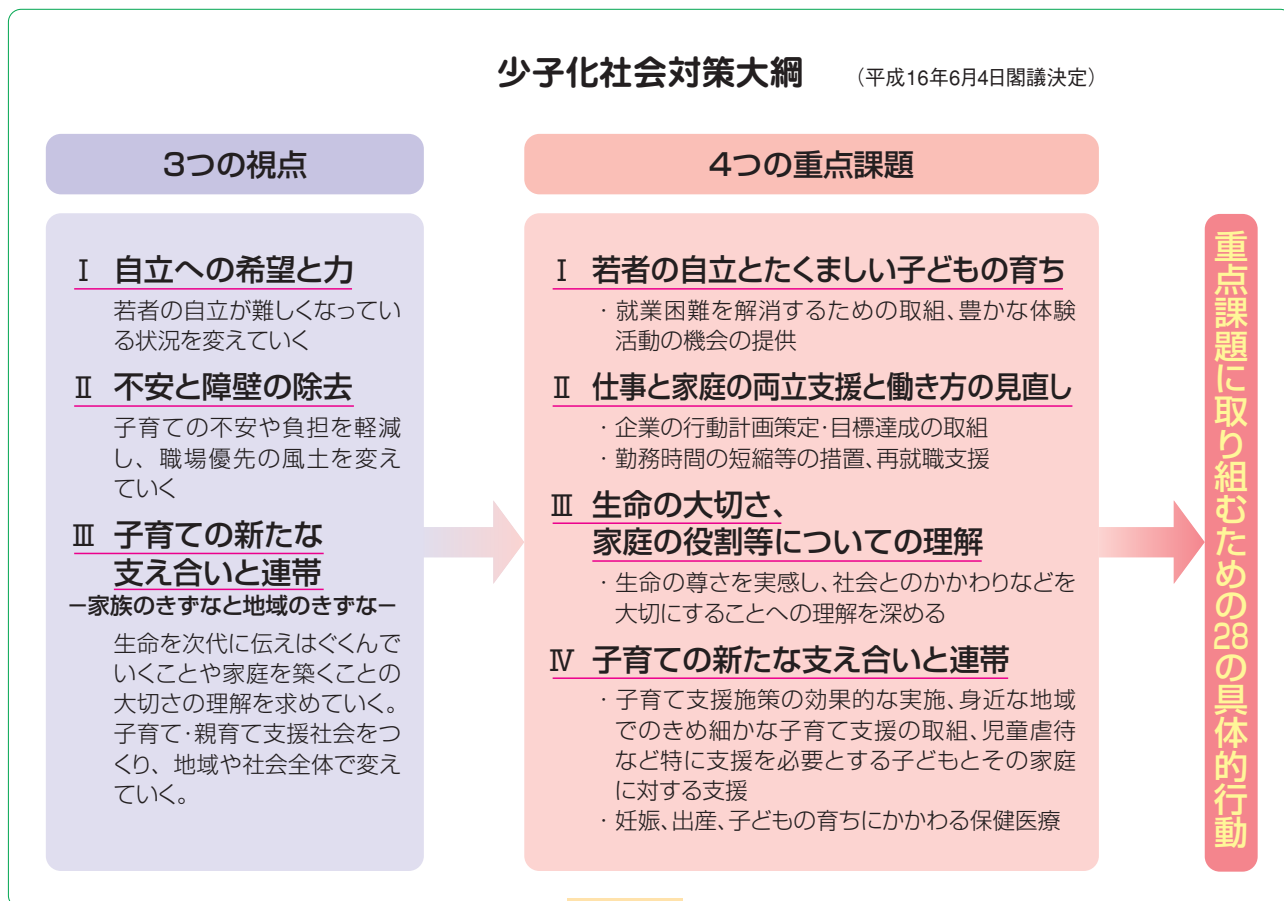 少子化社会対策大綱 （平成16年6月4日閣議決定）
3つの視点
Ⅰ 自立への希望と力
若者の自立が難しくなってい
る状況を変えていく
Ⅱ 不安と障壁の除去
子育ての不安や負担を軽減
し、職場優先の風土を変え
ていく
Ⅲ 子育ての新たな
支え合いと連帯
－家族のきずなと地域のきずな－
生命を次代に伝えはぐくんで
いくことや家庭を築くことの
大切さの理解を求めていく。
子育て・親育て支援社会をつ
くり、地域や社会全体で変え
ていく。
4つの重点課題
Ⅰ 若者の自立とたくましい子どもの育ち
・就業困難を解消するための取組、豊かな体験
活動の機会の提供
Ⅱ 仕事と家庭の両立支援と働き方の見直し
・企業の行動計画策定・目標達成の取組
・勤務時間の短縮等の措置、再就職支援
Ⅲ 生命の大切さ、
家庭の役割等についての理解
・生命の尊さを実感し、社会とのかかわりなどを
大切にすることへの理解を深める
Ⅳ 子育ての新たな支え合いと連帯
・子育て支援施策の効果的な実施、身近な地域
でのきめ細かな子育て支援の取組、児童虐待
など特に支援を必要とする子どもとその家庭
に対する支援
・妊娠、出産、子どもの育ちにかかわる保健医療
重点課題に取り組むための28の具体的行動